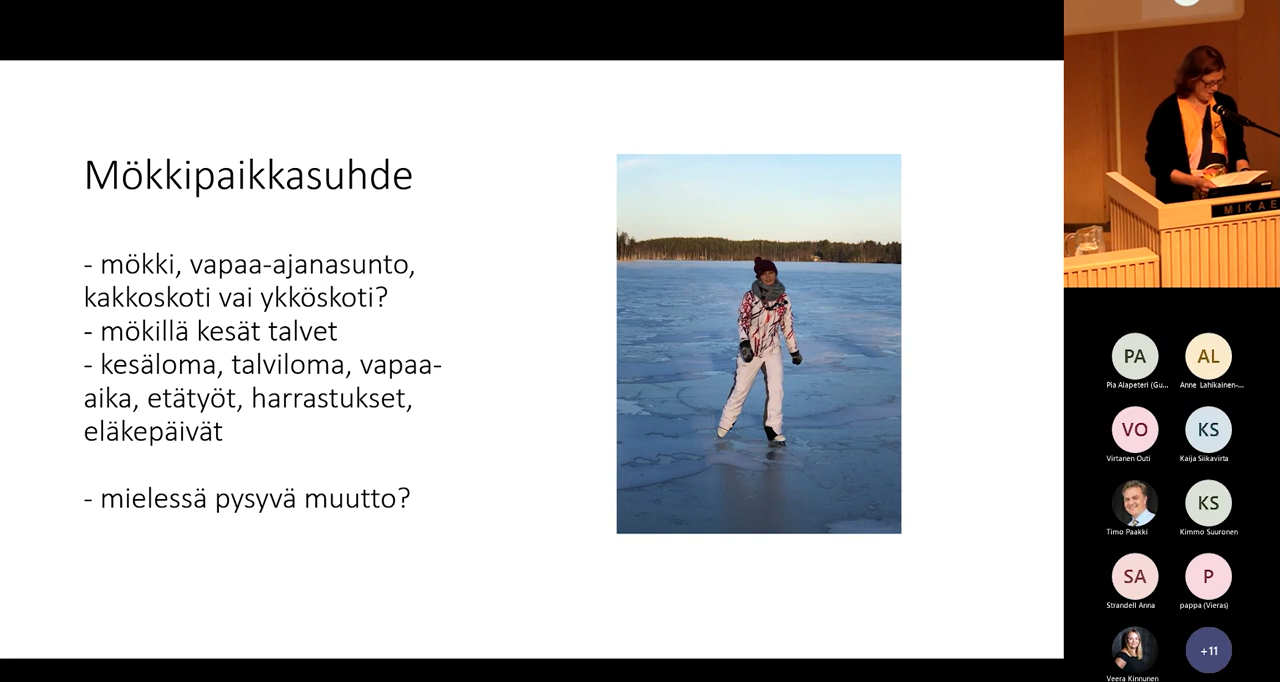 Mökkipaikkasuhde
- mökki, vapaa-ajanasunto,
kakkoskoti vai ykköskoti?
- mökillä kesät talvet
- kesäloma, talviloma, vapaa-
aika, etätyöt, harrastukset,
eläkepäivät
- mielessä pysyvä muutto?
MIKAE
PA
AL
Pia Alapeteri (Gu...
Anne Lahikainen-...
VO
KS
Virtanen Outi
Kaija Siikavirta
KS
Timo Paakki
Kimmo Suuronen
SA
P
Strandell Anna
pappa (Vieras)
+11
Veera Kinnunen